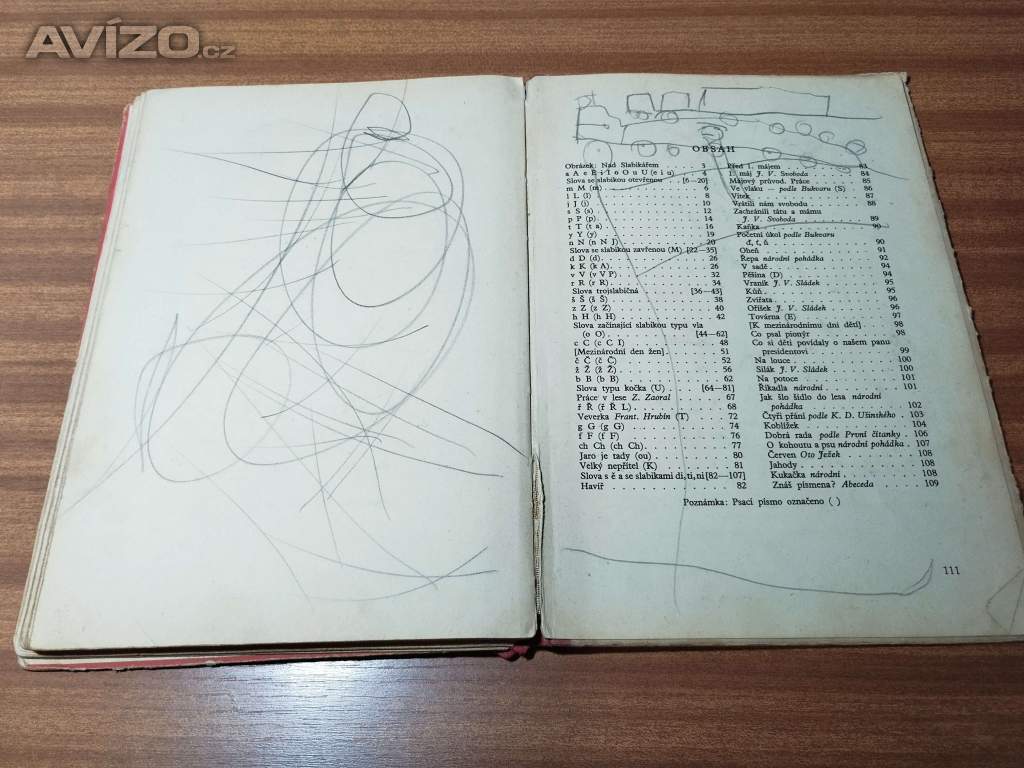 AVÍZO.cz
OBSAH
Obrázek: Nad Slabikářem . . . . 3
a A e E i I o O u U (e i u) . 4
Slova se slabikou otevřenou . . [6—20]
m M (m) . . . . . 6
l L (l) . . . . . 8
j J (j) . . . . . 10
s S (s) . . . . . 12
p P (p) . . . . . 14
t T (t a) . . . . . 16
y Y (y) . . . . . 19
n N (n N J) . . . . . 20
Slova se slabikou zavřenou (M) [22—35]
d D (d) . . . . . 26
k K (k A) . . . . . 26
v V (v V P) . . . . . 32
r R (r R) . . . . . 34
Slova trojslabičná . . . . [36—43]
š Š (š Š) . . . . . 38
z Z (z Z) . . . . . 40
h H (h H) . . . . . 42
Slova začínající slabikou typu vla
(o O) . . . . . [44—62]
c C (c C I) . . . . . 48
[Mezinárodní den žen] . . . . . 51
č Č (č Č) . . . . . 52
ž Ž (ž Ž) . . . . . 56
b B (b B) . . . . . 62
Slova typu kočka (U) . . . [64—81]
Práce v lese Z. Zaoral . . . . 67
ř Ř (ř Ř L) . . . . . 68
Veverka Frant. Hrubín (T) . . . 72
g G (g G) . . . . . 74
f F (f F) . . . . . 76
ch Ch (ch Ch) . . . . . 77
Jaro je tady (ou) . . . . . 80
Velký nepřítel (K) . . . . . 81
Slova s ě a se slabikami di, ti, ni [82—107]
Havíř . . . . . 82
Před 1. májem . . . . . 83
1. máj J. V. Svoboda . . . . 84
Májový průvod. Práce . . . . 85
Ve vlaku — podle Bukvaru (S) . 86
Vítek . . . . . 87
Vrátili nám svobodu . . . . . 88
Zachránili tátu a mámu
J. V. Svoboda . . . . . 89
Kaňka . . . . . 90
Početní úkol podle Bukvaru
ď, ť, ň . . . . . 90
Oheň . . . . . 91
Řepa národní pohádka . . . . 92
V sadě . . . . . 94
Pěšina (D) . . . . . 94
Vraník J. V. Sládek . . . . . 95
Kůň . . . . . 95
Zvířata . . . . . 96
Oříšek J. V. Sládek . . . . . 96
Továrna (E) . . . . . 97
[K mezinárodnímu dni dětí] . . . 98
Co psal pionýr . . . . . 98
Co si děti povídaly o našem panu
presidentovi . . . . . 99
Na louce . . . . . 100
Silák J. V. Sládek . . . . . 100
Na potoce . . . . . 101
Říkadla národní . . . . . 101
Jak šlo šídlo do lesa národní
pohádka . . . . . 102
Čtyři přání podle K. D. Ušinského . 103
Koblížek . . . . . 104
Dobrá rada podle První čítanky . 106
O kohoutu a psu národní pohádka . 107
Červen Oto Ježek . . . . . 108
Jahody . . . . . 108
Kukačka národní . . . . . 108
Znáš písmena? Abeceda . . . . 109
Poznámka: Psací písmo označeno ( )
111